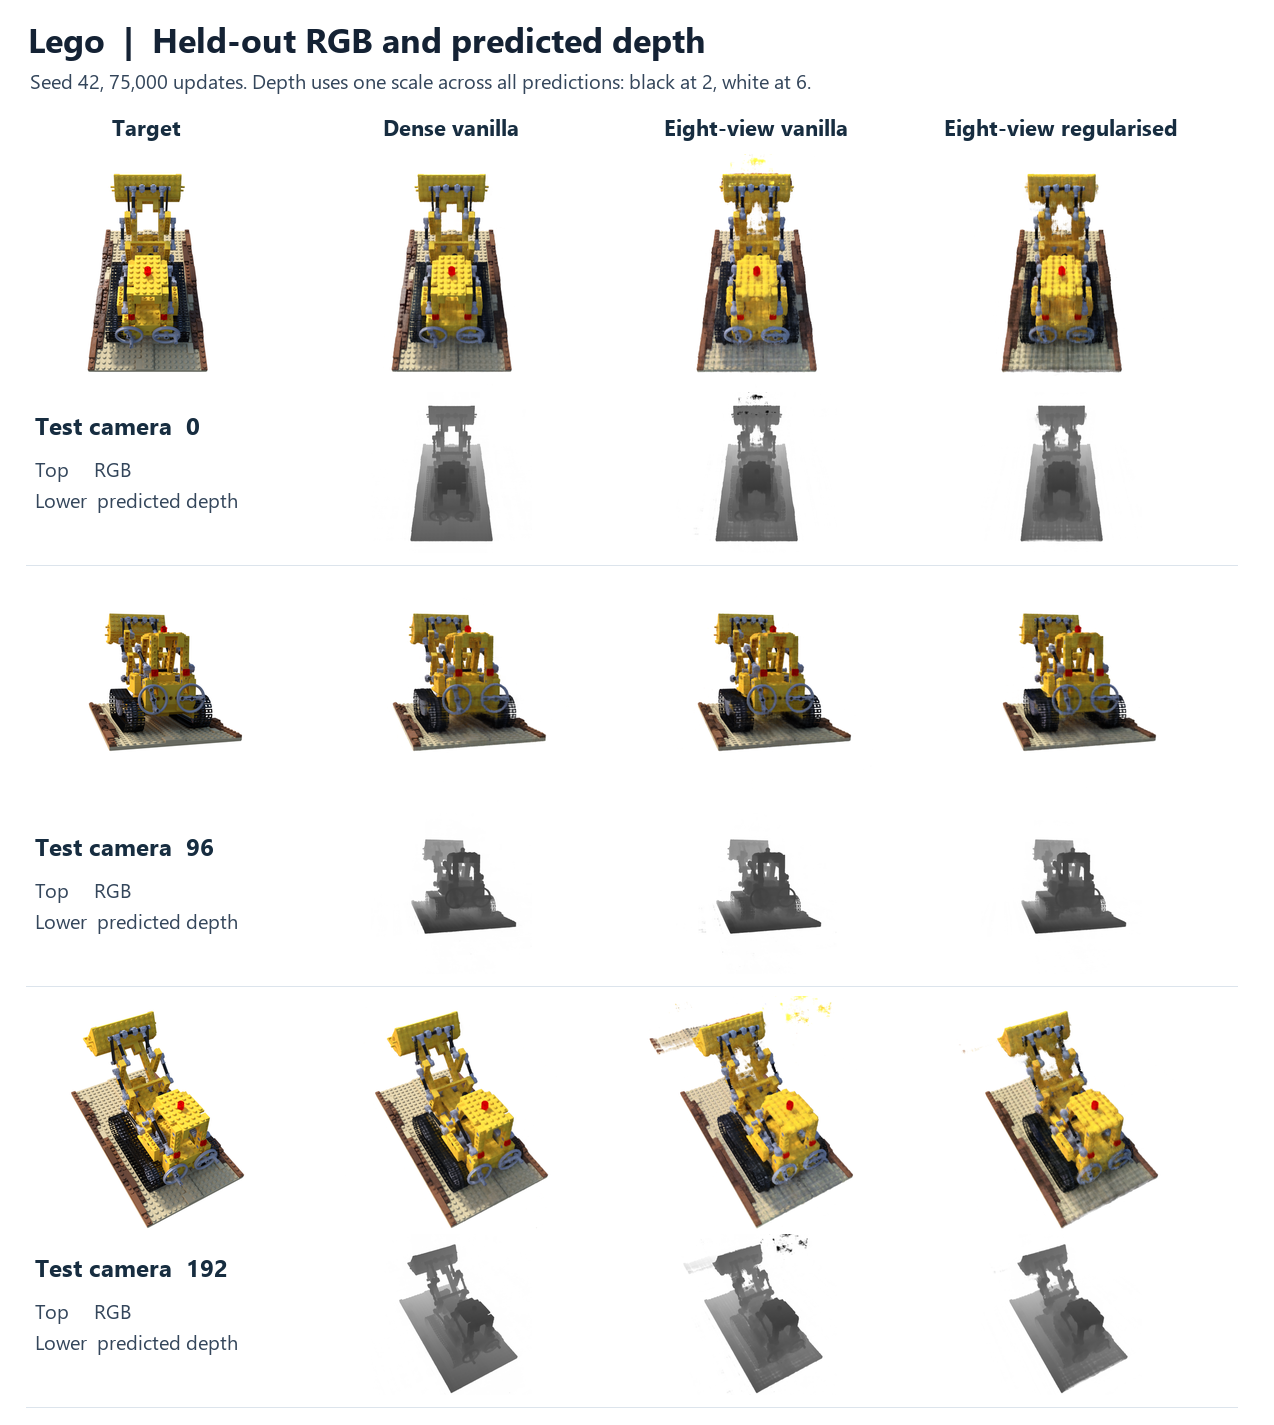 Lego | Held-out RGB and predicted depth
Seed 42, 75,000 updates. Depth uses one scale across all predictions: black at 2, white at 6.
Target Dense vanilla Eight-view vanilla Eight-view regularised
Test camera 0
Top RGB
Lower predicted depth
Test camera 96
Top RGB
Lower predicted depth
Test camera 192
Top RGB
Lower predicted depth